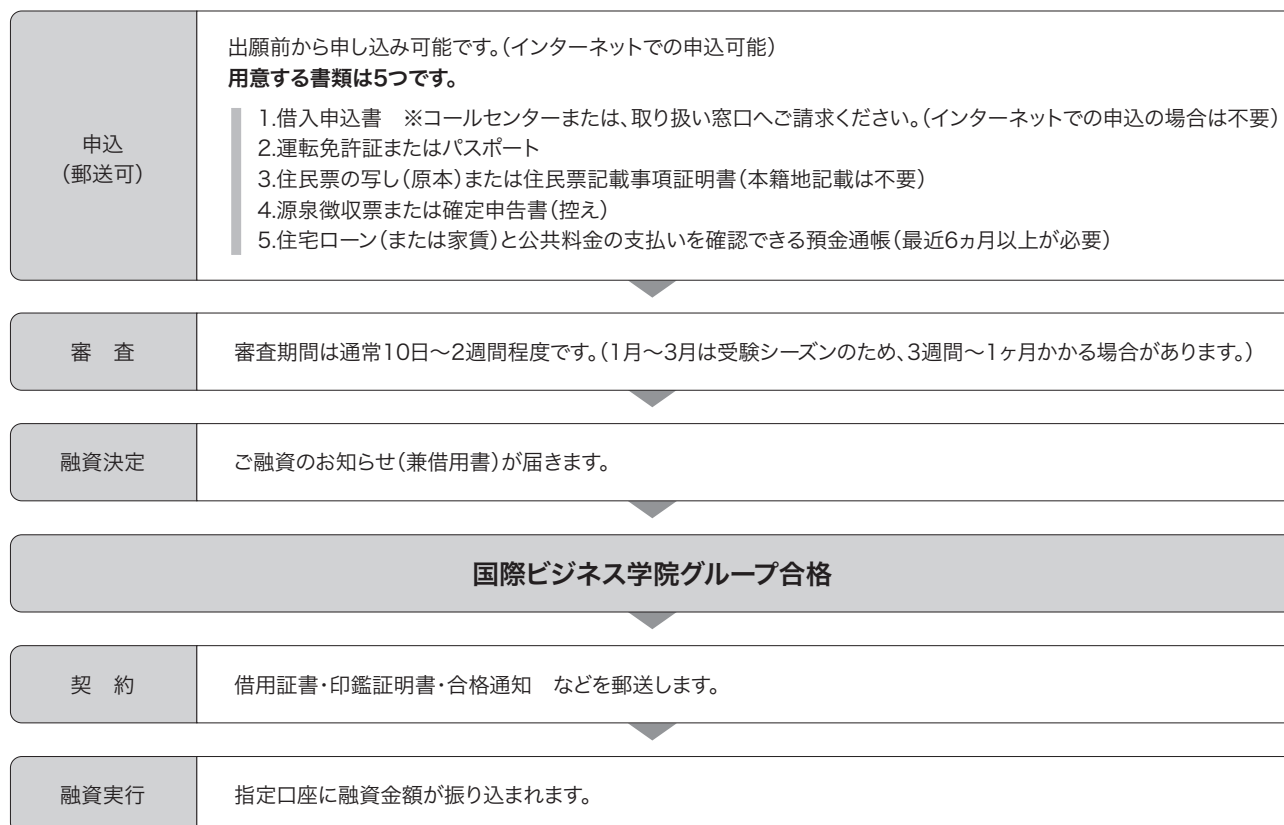 申込
（郵送可）
出願前から申し込み可能です。（インターネットでの申込可能）
用意する書類は5つです。
1.借入申込書　※コールセンターまたは、取り扱い窓口へご請求ください。（インターネットでの申込の場合は不要）
2.運転免許証またはパスポート
3.住民票の写し（原本）または住民票記載事項証明書（本籍地記載は不要）
4.源泉徴収票または確定申告書（控え）
5.住宅ローン（または家賃）と公共料金の支払いを確認できる預金通帳（最近6ヵ月以上が必要）
審　査
審査期間は通常10日～2週間程度です。（1月～3月は受験シーズンのため、3週間～1ヶ月かかる場合があります。）
融資決定
ご融資のお知らせ（兼借用書）が届きます。
国際ビジネス学院グループ合格
契　約
借用証書・印鑑証明書・合格通知　などを郵送します。
融資実行
指定口座に融資金額が振り込まれます。